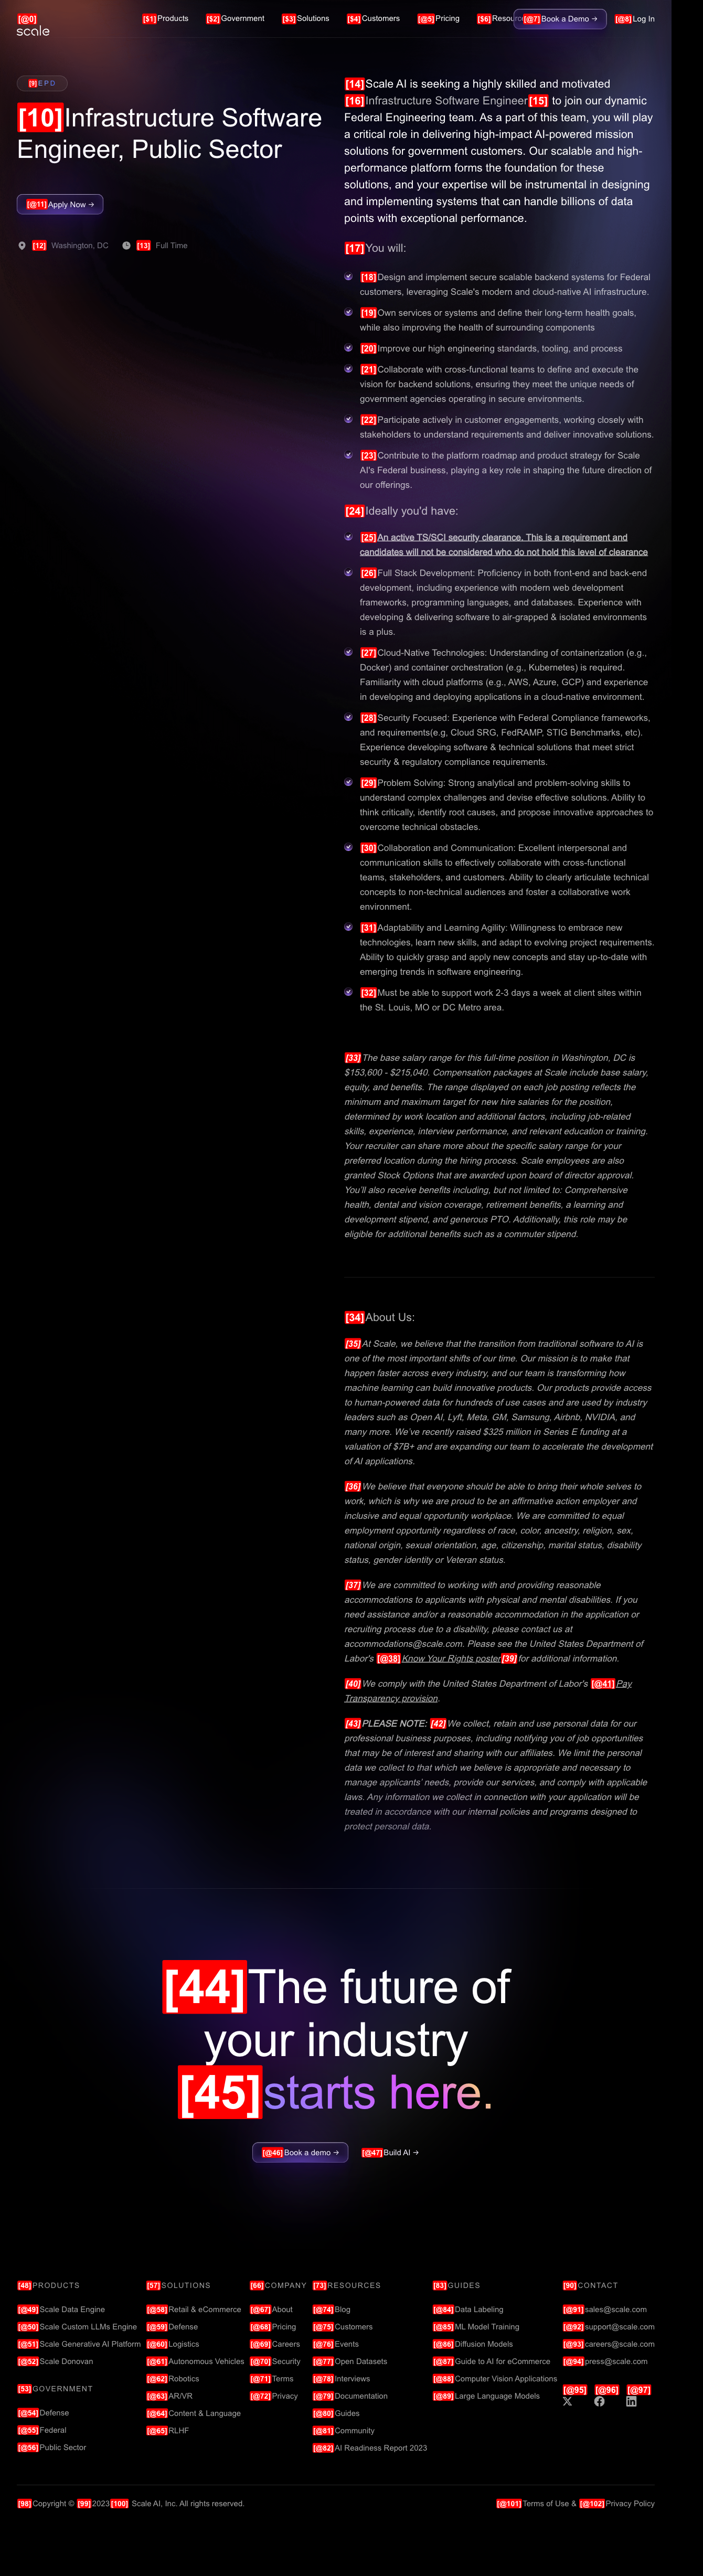 [@0]
scale
[$1]Products [$2]Government [$3]Solutions [$4]Customers [@5]Pricing [$6]Resour [@7]Book a Demo → [@8]Log In
[9]EPD
[10]Infrastructure Software
Engineer, Public Sector
[@11]Apply Now →
[12] Washington, DC [13] Full Time
[14]Scale AI is seeking a highly skilled and motivated
[16]Infrastructure Software Engineer[15] to join our dynamic
Federal Engineering team. As a part of this team, you will play
a critical role in delivering high-impact AI-powered mission
solutions for government customers. Our scalable and high-
performance platform forms the foundation for these
solutions, and your expertise will be instrumental in designing
and implementing systems that can handle billions of data
points with exceptional performance.
[17]You will:
[18]Design and implement secure scalable backend systems for Federal
customers, leveraging Scale's modern and cloud-native AI infrastructure.
[19]Own services or systems and define their long-term health goals,
while also improving the health of surrounding components
[20]Improve our high engineering standards, tooling, and process
[21]Collaborate with cross-functional teams to define and execute the
vision for backend solutions, ensuring they meet the unique needs of
government agencies operating in secure environments.
[22]Participate actively in customer engagements, working closely with
stakeholders to understand requirements and deliver innovative solutions.
[23]Contribute to the platform roadmap and product strategy for Scale
AI's Federal business, playing a key role in shaping the future direction of
our offerings.
[24]Ideally you'd have:
[25]An active TS/SCI security clearance. This is a requirement and
candidates will not be considered who do not hold this level of clearance
[26]Full Stack Development: Proficiency in both front-end and back-end
development, including experience with modern web development
frameworks, programming languages, and databases. Experience with
developing & delivering software to air-grapped & isolated environments
is a plus.
[27]Cloud-Native Technologies: Understanding of containerization (e.g.,
Docker) and container orchestration (e.g., Kubernetes) is required.
Familiarity with cloud platforms (e.g., AWS, Azure, GCP) and experience
in developing and deploying applications in a cloud-native environment.
[28]Security Focused: Experience with Federal Compliance frameworks,
and requirements(e.g, Cloud SRG, FedRAMP, STIG Benchmarks, etc).
Experience developing software & technical solutions that meet strict
security & regulatory compliance requirements.
[29]Problem Solving: Strong analytical and problem-solving skills to
understand complex challenges and devise effective solutions. Ability to
think critically, identify root causes, and propose innovative approaches to
overcome technical obstacles.
[30]Collaboration and Communication: Excellent interpersonal and
communication skills to effectively collaborate with cross-functional
teams, stakeholders, and customers. Ability to clearly articulate technical
concepts to non-technical audiences and foster a collaborative work
environment.
[31]Adaptability and Learning Agility: Willingness to embrace new
technologies, learn new skills, and adapt to evolving project requirements.
Ability to quickly grasp and apply new concepts and stay up-to-date with
emerging trends in software engineering.
[32]Must be able to support work 2-3 days a week at client sites within
the St. Louis, MO or DC Metro area.
[33]The base salary range for this full-time position in Washington, DC is
$153,600 - $215,040. Compensation packages at Scale include base salary,
equity, and benefits. The range displayed on each job posting reflects the
minimum and maximum target for new hire salaries for the position,
determined by work location and additional factors, including job-related
skills, experience, interview performance, and relevant education or training.
Your recruiter can share more about the specific salary range for your
preferred location during the hiring process. Scale employees are also
granted Stock Options that are awarded upon board of director approval.
You'll also receive benefits including, but not limited to: Comprehensive
health, dental and vision coverage, retirement benefits, a learning and
development stipend, and generous PTO. Additionally, this role may be
eligible for additional benefits such as a commuter stipend.
[34]About Us:
[35]At Scale, we believe that the transition from traditional software to AI is
one of the most important shifts of our time. Our mission is to make that
happen faster across every industry, and our team is transforming how
machine learning can build innovative products. Our products provide access
to human-powered data for hundreds of use cases and are used by industry
leaders such as Open AI, Lyft, Meta, GM, Samsung, Airbnb, NVIDIA, and
many more. We've recently raised $325 million in Series E funding at a
valuation of $7B+ and are expanding our team to accelerate the development
of AI applications.
[36]We believe that everyone should be able to bring their whole selves to
work, which is why we are proud to be an affirmative action employer and
inclusive and equal opportunity workplace. We are committed to equal
employment opportunity regardless of race, color, ancestry, religion, sex,
national origin, sexual orientation, age, citizenship, marital status, disability
status, gender identity or Veteran status.
[37]We are committed to working with and providing reasonable
accommodations to applicants with physical and mental disabilities. If you
need assistance and/or a reasonable accommodation in the application or
recruiting process due to a disability, please contact us at
accommodations@scale.com. Please see the United States Department of
Labor's [@38]Know Your Rights poster[39]for additional information.
[40]We comply with the United States Department of Labor's [@41]Pay
Transparency provision.
[43]PLEASE NOTE: [42]We collect, retain and use personal data for our
professional business purposes, including notifying you of job opportunities
that may be of interest and sharing with our affiliates. We limit the personal
data we collect to that which we believe is appropriate and necessary to
manage applicants' needs, provide our services, and comply with applicable
laws. Any information we collect in connection with your application will be
treated in accordance with our internal policies and programs designed to
protect personal data.
[44]The future of
your industry
[45]starts here.
[@46]Book a demo → [@47]Build AI →
[48]PRODUCTS
[@49]Scale Data Engine
[@50]Scale Custom LLMs Engine
[@51]Scale Generative AI Platform
[@52]Scale Donovan
[53]GOVERNMENT
[@54]Defense
[@55]Federal
[@56]Public Sector
[57]SOLUTIONS
[@58]Retail & eCommerce
[@59]Defense
[@60]Logistics
[@61]Autonomous Vehicles
[@62]Robotics
[@63]AR/VR
[@64]Content & Language
[@65]RLHF
[66]COMPANY
[@67]About
[@68]Pricing
[@69]Careers
[@70]Security
[@71]Terms
[@72]Privacy
[73]RESOURCES
[@74]Blog
[@75]Customers
[@76]Events
[@77]Open Datasets
[@78]Interviews
[@79]Documentation
[@80]Guides
[@81]Community
[@82]AI Readiness Report 2023
[83]GUIDES
[@84]Data Labeling
[@85]ML Model Training
[@86]Diffusion Models
[@87]Guide to AI for eCommerce
[@88]Computer Vision Applications
[@89]Large Language Models
[90]CONTACT
[@91]sales@scale.com
[@92]support@scale.com
[@93]careers@scale.com
[@94]press@scale.com
[@95] [@96] [@97]
[98]Copyright © [99]2023[100] Scale AI, Inc. All rights reserved.
[@101]Terms of Use & [@102]Privacy Policy